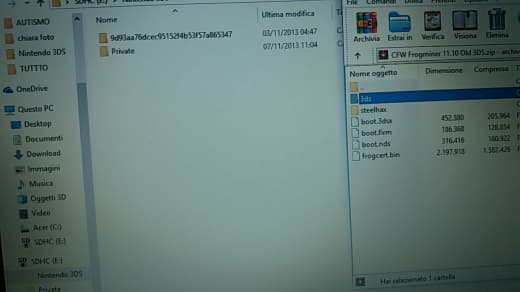 SDHC (E:)
Nome
Ultima modifica
9d93aa76dcec95152f4b53f57a865347
03/11/2013 04:47
Private
07/11/2013 11:04
AUTISMO
chiara foto
Nintendo 3DS
TUTTTO
OneDrive
Questo PC
Desktop
Documenti
Download
Immagini
Musica
Oggetti 3D
Video
Acer (C:)
SDHC (E:)
SDHC (E:)
Nintendo 3DS
Private
File
Comandi
Archivia
Estrai in
Verifica
Visiona
Elimina
CFW Frogminer 11.10 Old 3DS.zip - archiv
Nome oggetto
Dimensione
Compresso
..
3ds
steelhax
boot.3dsx
452.380
205.964
boot.firm
186.368
128.854
boot.nds
316.416
180.922
frogcert.bin
2.197.918
1.582.426
Hai selezionato 1 cartella